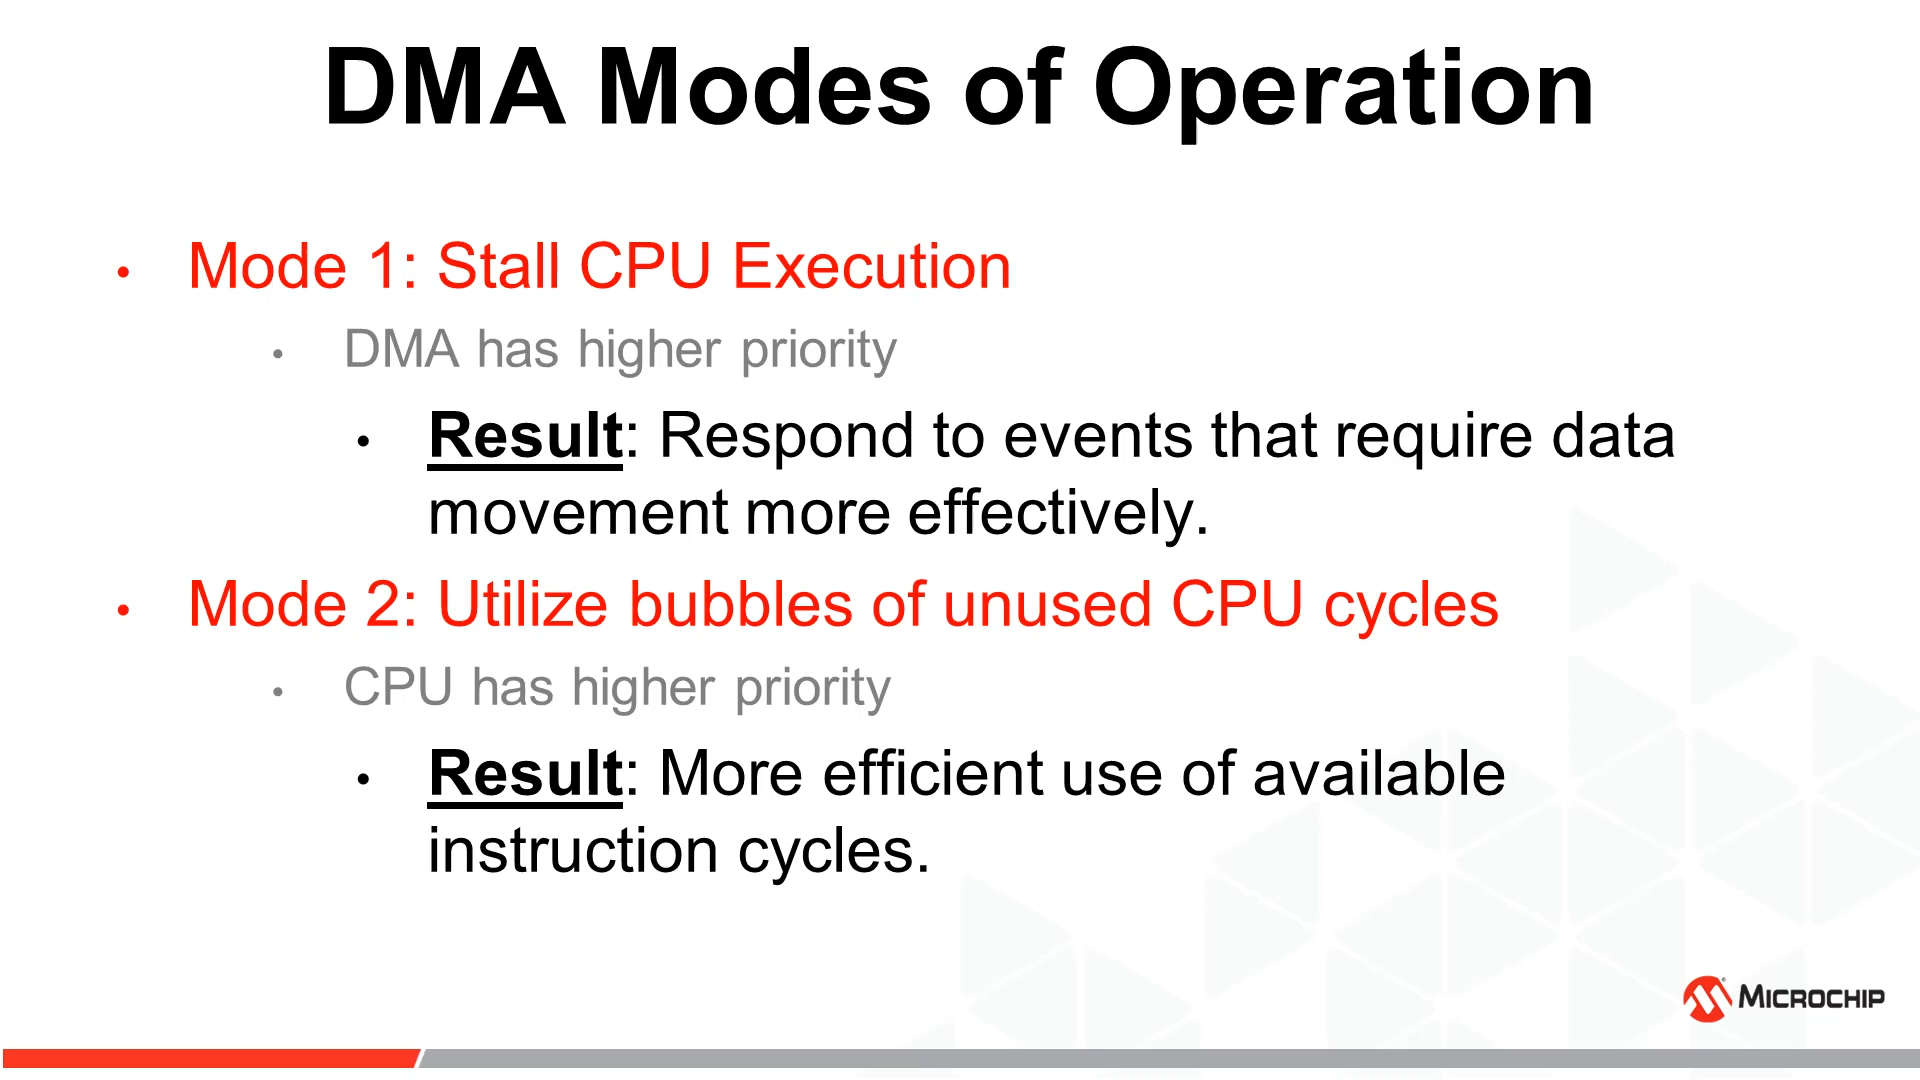 DMA Modes of Operation
• Mode 1: Stall CPU Execution
• DMA has higher priority
• Result: Respond to events that require data
movement more effectively.
• Mode 2: Utilize bubbles of unused CPU cycles
• CPU has higher priority
• Result: More efficient use of available
instruction cycles.
MICROCHIP